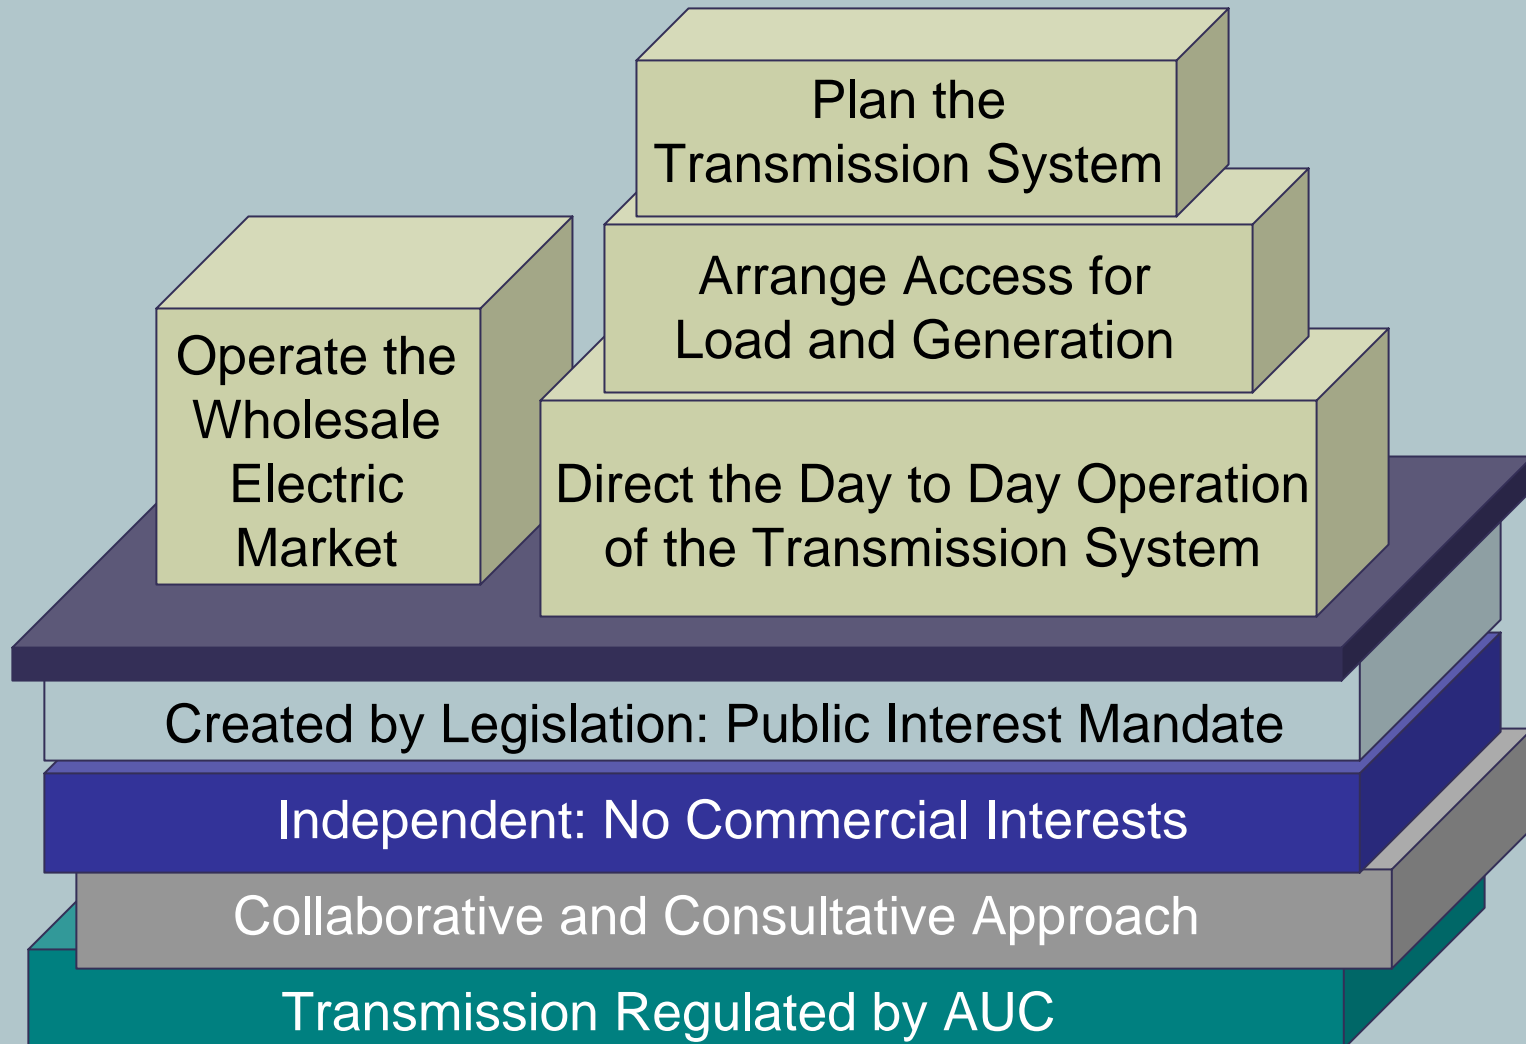 Plan the
Transmission System
Arrange Access for
Load and Generation
Operate the
Wholesale
Electric
Market
Direct the Day to Day Operation
of the Transmission System
Created by Legislation: Public Interest Mandate
Independent: No Commercial Interests
Collaborative and Consultative Approach
Transmission Regulated by AUC